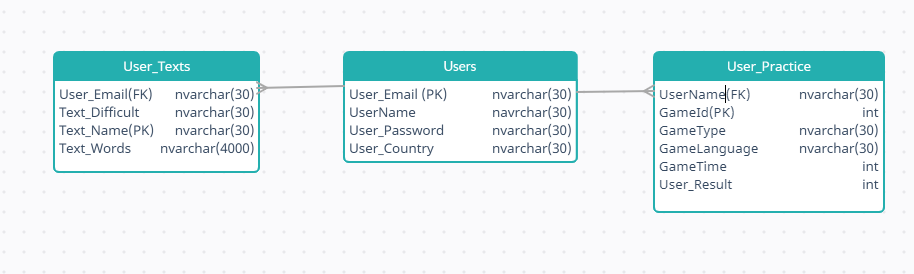 User_Texts
User_Email(FK) nvarchar(30)
Text_Difficult nvarchar(30)
Text_Name(PK) nvarchar(30)
Text_Words nvarchar(4000)
Users
User_Email (PK) nvarchar(30)
UserName navrchar(30)
User_Password nvarchar(30)
User_Country nvarchar(30)
User_Practice
UserName(FK) nvarchar(30)
GameId(PK) int
GameType nvarchar(30)
GameLanguage nvarchar(30)
GameTime int
User_Result int